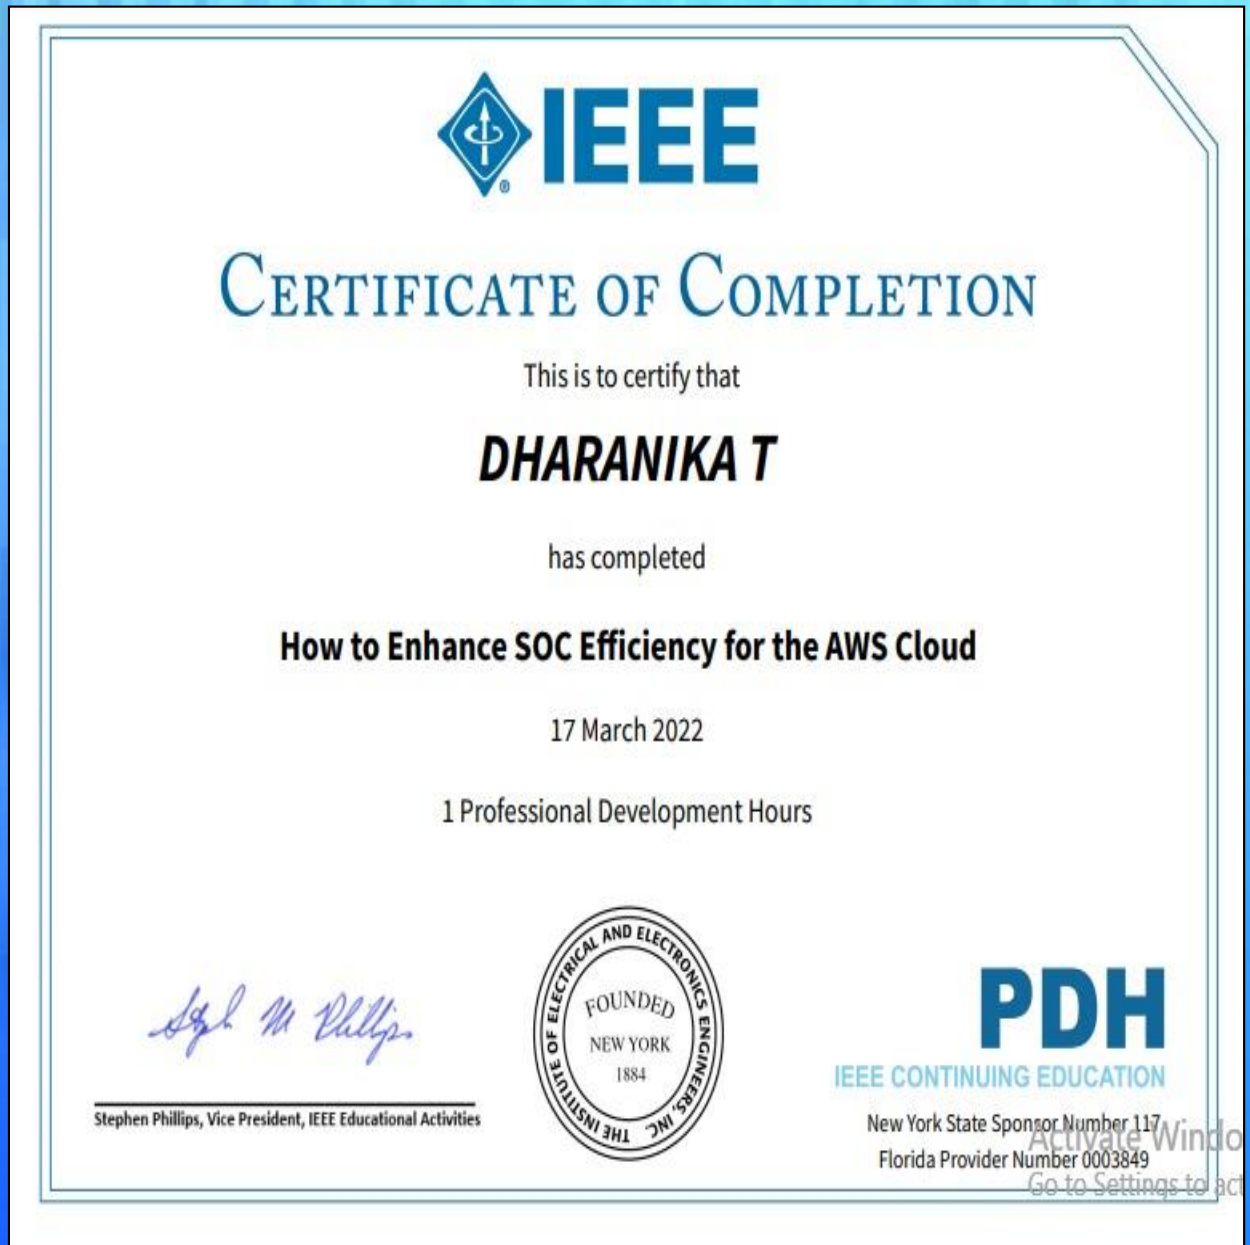 IEEE
®
CERTIFICATE OF COMPLETION
This is to certify that
DHARANIKA T
has completed
How to Enhance SOC Efficiency for the AWS Cloud
17 March 2022
1 Professional Development Hours
Steph M Phillips
Stephen Phillips, Vice President, IEEE Educational Activities
THE INSTITUTE OF ELECTRICAL AND ELECTRONICS ENGINEERS, INC.
FOUNDED
NEW YORK
1884
PDH
IEEE CONTINUING EDUCATION
New York State Sponsor Number 117
Florida Provider Number 0003849
Activate Windo
Go to Settings to act